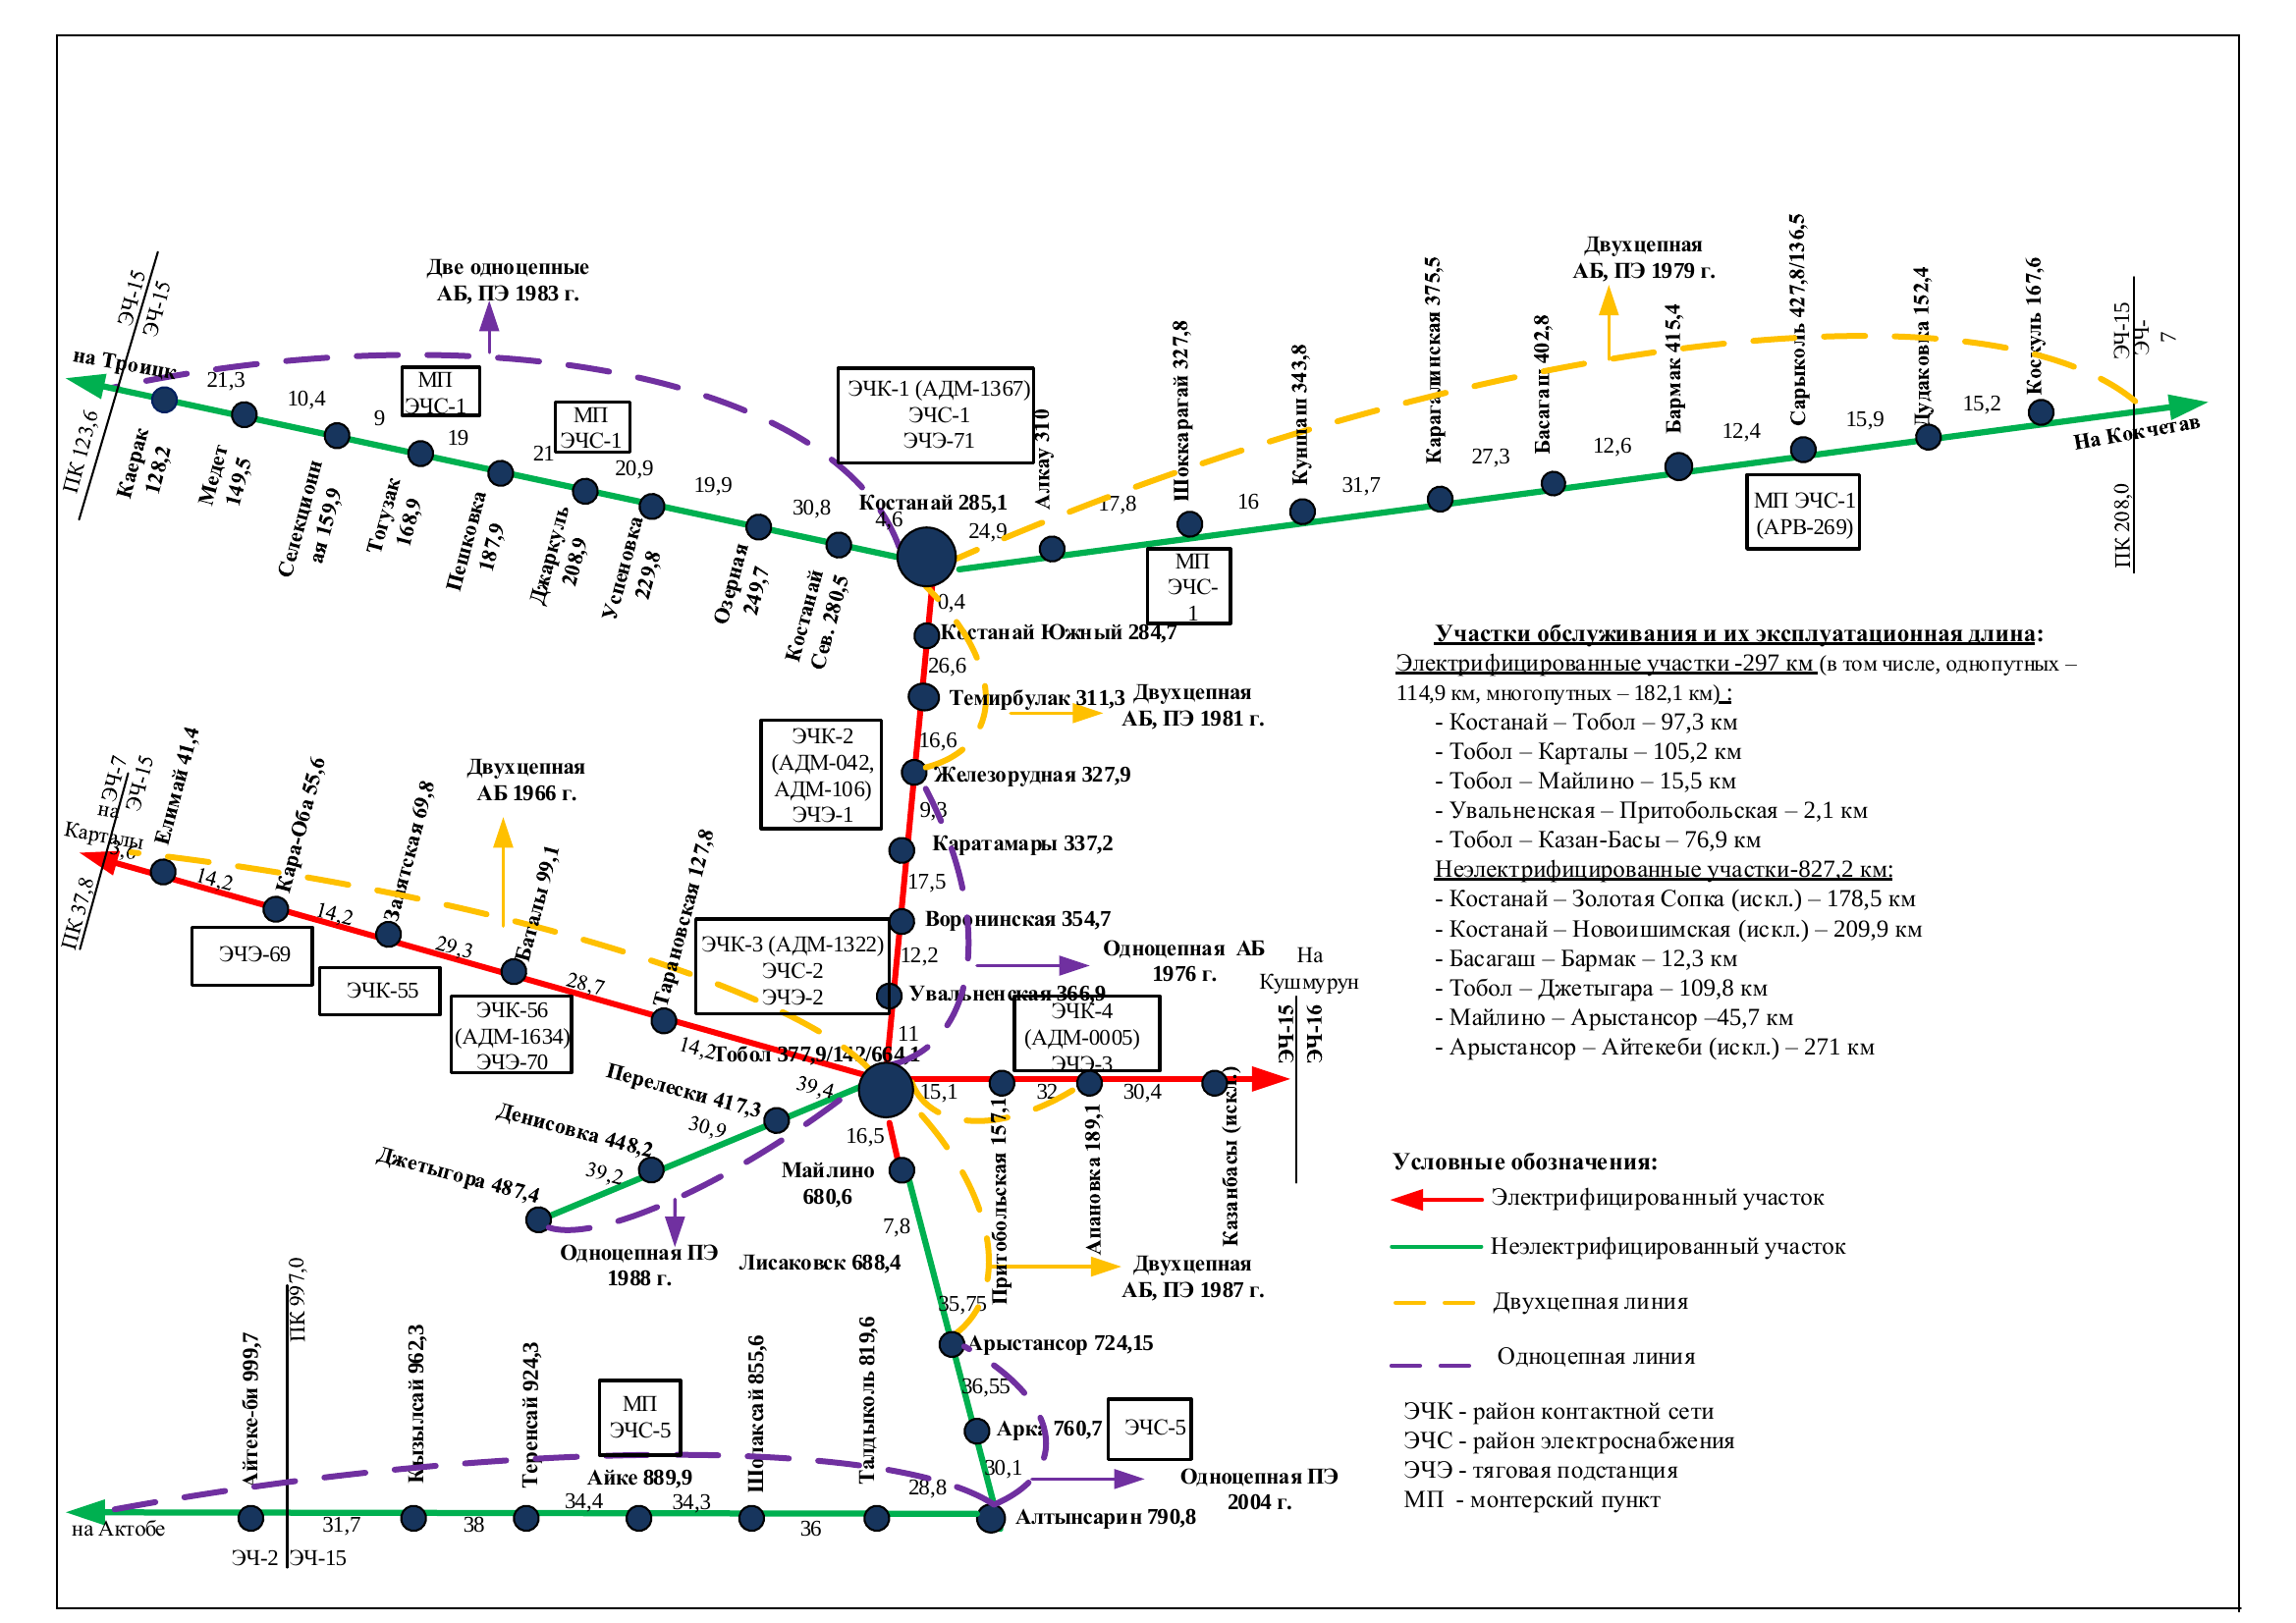 Две одноцепные
АБ, ПЭ 1983 г.
Двухцепная
АБ, ПЭ 1979 г.
ЭЧ-15
ЭЧ-15
на Троицк
ПК 123,6
21,3
10,4
9
19
21
20,9
19,9
30,8
4,6
МП
ЭЧС-1
МП
ЭЧС-1
ЭЧК-1 (АДМ-1367)
ЭЧС-1
ЭЧЭ-71
Каерак
128,2
Медет
149,5
Селекционн
ая 159,9
Тогузак
168,9
Пешковка
187,9
Джаркуль
208,9
Успеновка
229,8
Озерная
249,7
Костанай
Сев. 280,5
Костанай 285,1
24,9
Алкау 310
17,8
Шоккарагай 327,8
16
Куншаш 343,8
31,7
Карагалинская 375,5
27,3
Басагаш 402,8
12,6
Бармак 415,4
12,4
Сарыколь 427,8/136,5
15,9
Дудаковка 152,4
15,2
Коскуль 167,6
ЭЧ-15
ЭЧ-
7
На Кокчетав
ПК 208,0
МП
ЭЧС-
1
МП ЭЧС-1
(АРВ-269)
0,4
Костанай Южный 284,7
26,6
Темирбулак 311,3
Двухцепная
АБ, ПЭ 1981 г.
16,6
Железорудная 327,9
9,3
Каратамары 337,2
17,5
Воронинская 354,7
12,2
Увальненская 366,9
11
ЭЧК-2
(АДМ-042,
АДМ-106)
ЭЧЭ-1
ЭЧК-3 (АДМ-1322)
ЭЧС-2
ЭЧЭ-2
Одноцепная АБ
1976 г.
На
Кушмурун
ЭЧ-15
ЭЧ-16
ЭЧК-4
(АДМ-0005)
ЭЧЭ-3
Участки обслуживания и их эксплуатационная длина:
Электрифицированные участки -297 км (в том числе, однопутных –
114,9 км, многопутных – 182,1 км) :
- Костанай – Тобол – 97,3 км
- Тобол – Карталы – 105,2 км
- Тобол – Майлино – 15,5 км
- Увальненская – Притобольская – 2,1 км
- Тобол – Казан-Басы – 76,9 км
Неэлектрифицированные участки-827,2 км:
- Костанай – Золотая Сопка (искл.) – 178,5 км
- Костанай – Новоишимская (искл.) – 209,9 км
- Басагаш – Бармак – 12,3 км
- Тобол – Джетыгара – 109,8 км
- Майлино – Арыстансор –45,7 км
- Арыстансор – Айтекеби (искл.) – 271 км
ЭЧ-7
ЭЧ-15
на
Карталы
3,6
ПК 37,8
Елимай 41,4
14,2
Кара-Оба 55,6
14,2
Заятская 69,8
29,3
Баталы 99,1
28,7
Тарановская 127,8
14,2
Двухцепная
АБ 1966 г.
ЭЧЭ-69
ЭЧК-55
ЭЧК-56
(АДМ-1634)
ЭЧЭ-70
Тобол 377,9/142/664,1
39,4
Перелески 417,3
30,9
Денисовка 448,2
39,2
Джетыгора 487,4
Одноцепная ПЭ
1988 г.
15,1
Притобольская 157,1
32
Апановка 189,1
30,4
Казанбасы (искл.)
16,5
Майлино
680,6
7,8
Лисаковск 688,4
35,75
Двухцепная
АБ, ПЭ 1987 г.
Арыстансор 724,15
36,55
Арка 760,7
ЭЧС-5
30,1
Одноцепная ПЭ
2004 г.
Алтынсарин 790,8
28,8
Талдыколь 819,6
36
Шопаксай 855,6
34,3
Айке 889,9
34,4
МП
ЭЧС-5
Теренсай 924,3
38
Кызылсай 962,3
31,7
ПК 997,0
Айтеке-би 999,7
на Актобе
ЭЧ-2
ЭЧ-15
Условные обозначения:
Электрифицированный участок
Неэлектрифицированный участок
Двухцепная линия
Одноцепная линия
ЭЧК - район контактной сети
ЭЧС - район электроснабжения
ЭЧЭ - тяговая подстанция
МП - монтерский пункт